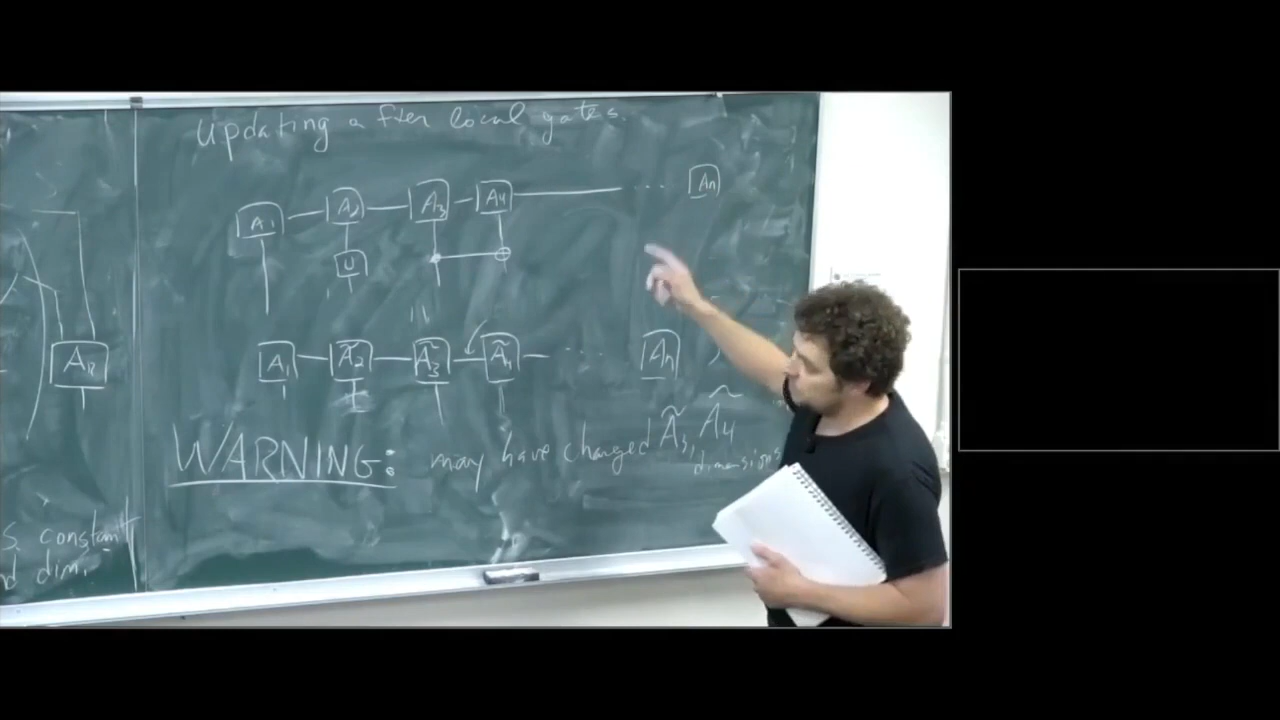 Updating after local gates.
A1 A2 A3 A4 ... An
U
A1 Ã2 Ã3 Ã4 ... An
A12
WARNING: may have changed Ã3, Ã4
dimensions
s constant
d dim.